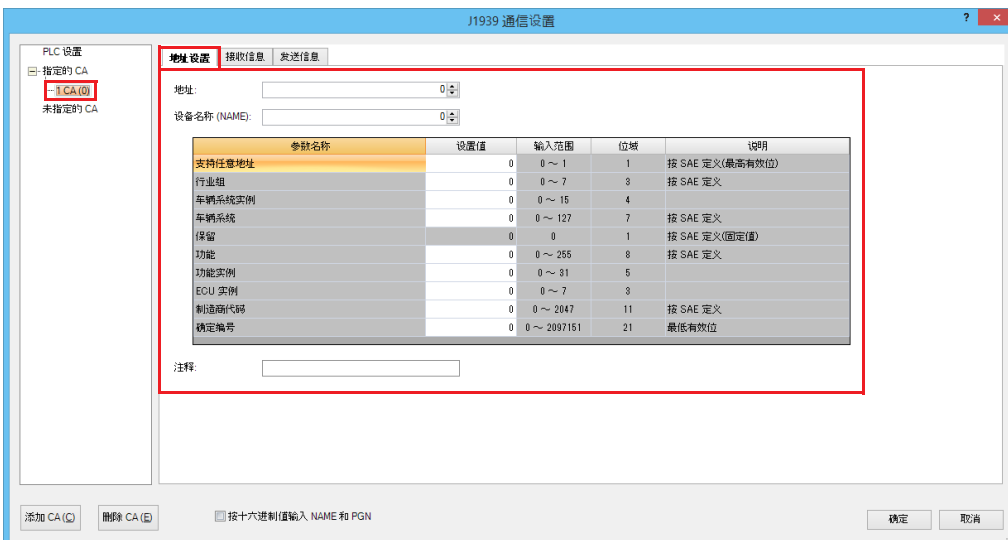 J1939 通信设置
?
×
PLC 设置
指定的 CA
1 CA (0)
未指定的 CA
地址设置 接收信息 发送信息
地址: 0
设备名称 (NAME): 0
参数名称 设置值 输入范围 位域 说明
支持任意地址 0 0 ～ 1 1 按 SAE 定义(最高有效位)
行业组 0 0 ～ 7 3 按 SAE 定义
车辆系统实例 0 0 ～ 15 4
车辆系统 0 0 ～ 127 7 按 SAE 定义
保留 0 0 1 按 SAE 定义(固定值)
功能 0 0 ～ 255 8 按 SAE 定义
功能实例 0 0 ～ 31 5
ECU 实例 0 0 ～ 7 3
制造商代码 0 0 ～ 2047 11 按 SAE 定义
确定编号 0 0 ～ 2097151 21 最低有效位
注释:
添加 CA (C) 删除 CA (E) 按十六进制值输入 NAME 和 PGN 确定 取消